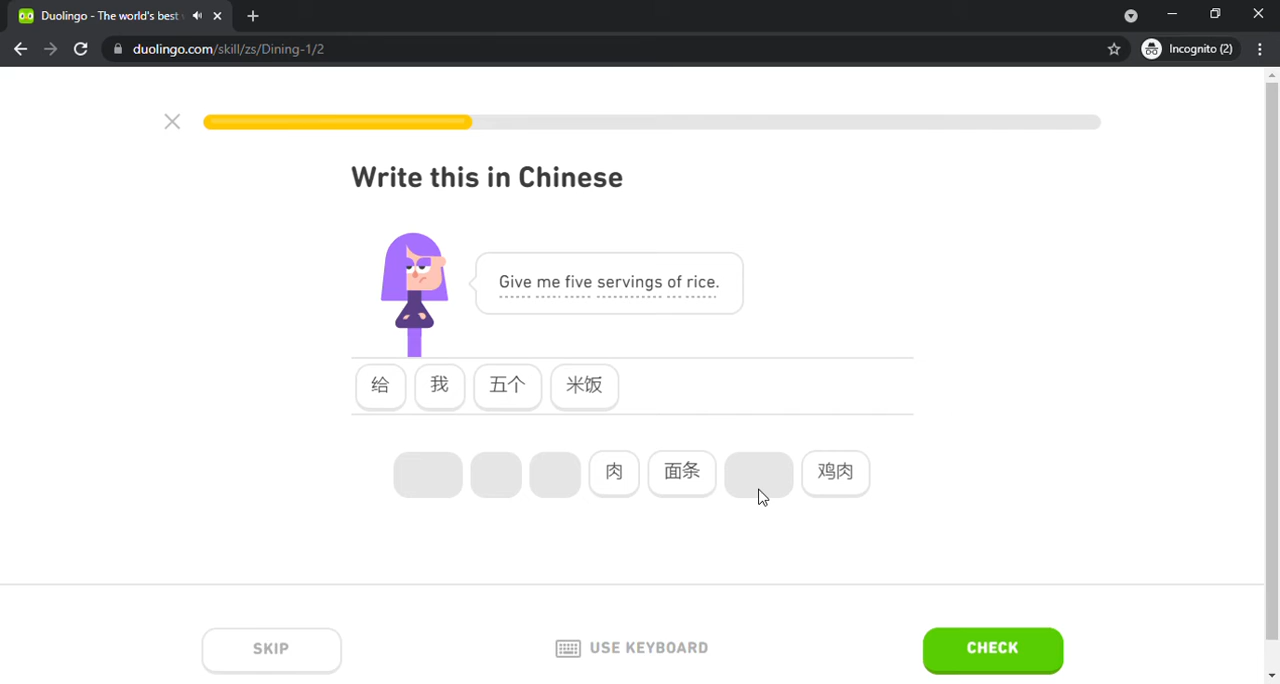 Duolingo - The world's best
duolingo.com/skill/zs/Dining-1/2
Incognito (2)
Write this in Chinese
Give me five servings of rice.
给 我 五个 米饭
肉 面条 鸡肉
SKIP
USE KEYBOARD
CHECK